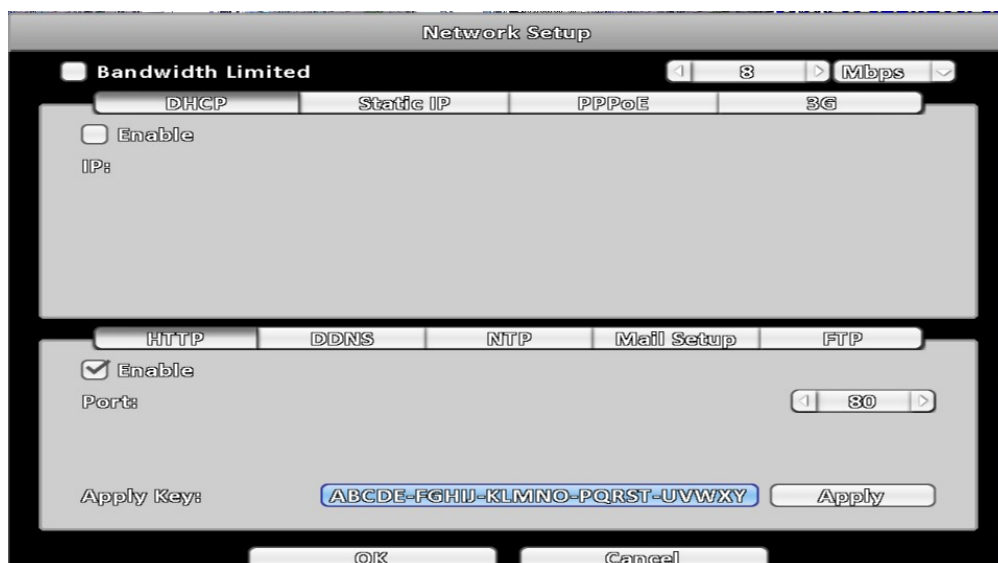 Network Setup
Bandwidth Limited 8 Mbps
DHCP Static IP PPPoE 3G
Enable
IP:
HTTP DDNS NTP Mail Setup FTP
Enable
Port: 80
Apply Key: ABCDE-FGHIJ-KLMNO-PQRST-UVWXY Apply
OK Cancel